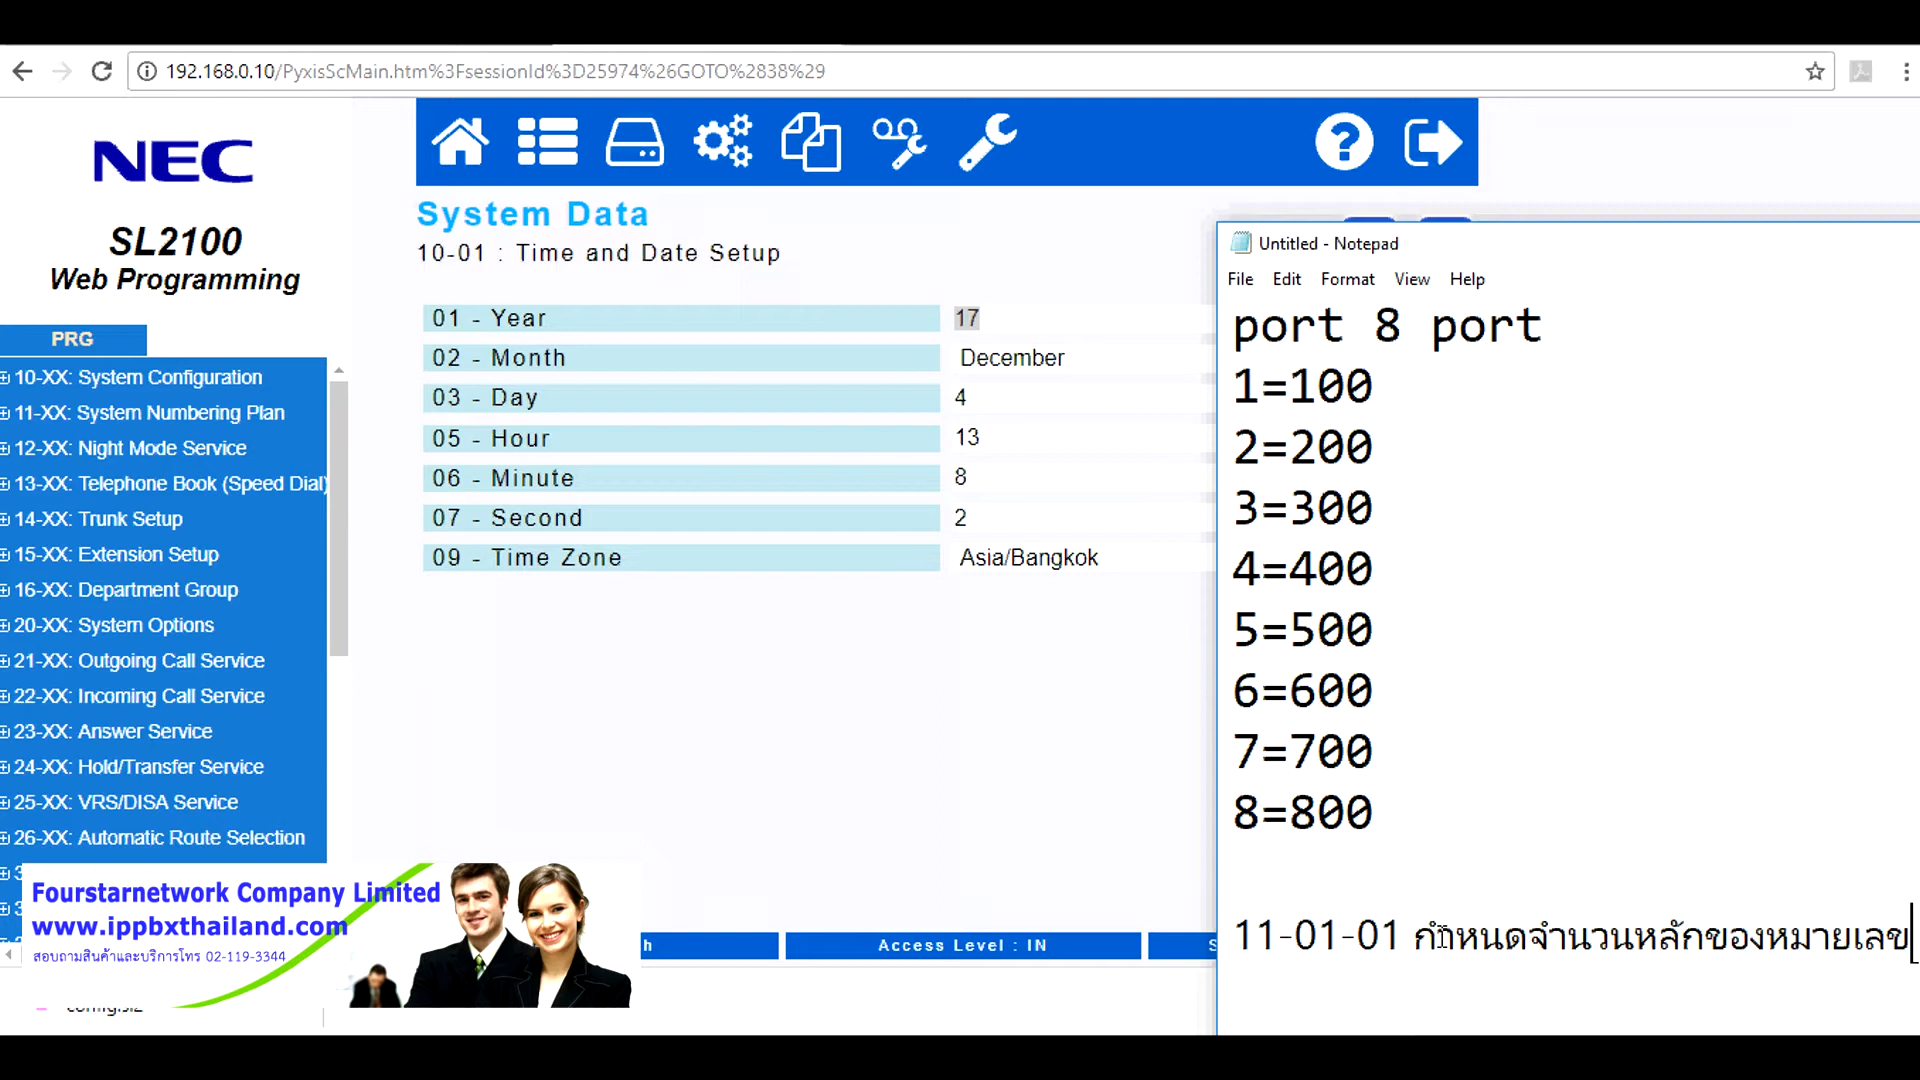 192.168.0.10/PyxisScMain.htm%3FsessionId%3D25974%26GOTO%2838%29
NEC
SL2100
Web Programming
PRG
10-XX: System Configuration
11-XX: System Numbering Plan
12-XX: Night Mode Service
13-XX: Telephone Book (Speed Dial)
14-XX: Trunk Setup
15-XX: Extension Setup
16-XX: Department Group
20-XX: System Options
21-XX: Outgoing Call Service
22-XX: Incoming Call Service
23-XX: Answer Service
24-XX: Hold/Transfer Service
25-XX: VRS/DISA Service
26-XX: Automatic Route Selection
System Data
10-01 : Time and Date Setup
01 - Year 17
02 - Month December
03 - Day 4
05 - Hour 13
06 - Minute 8
07 - Second 2
09 - Time Zone Asia/Bangkok
Access Level : IN
Untitled - Notepad
File Edit Format View Help
port 8 port
1=100
2=200
3=300
4=400
5=500
6=600
7=700
8=800
11-01-01 กำหนดจำนวนหลักของหมายเลข
Fourstarnetwork Company Limited
www.ippbxthailand.com
สอบถามสินค้าและบริการโทร 02-119-3344